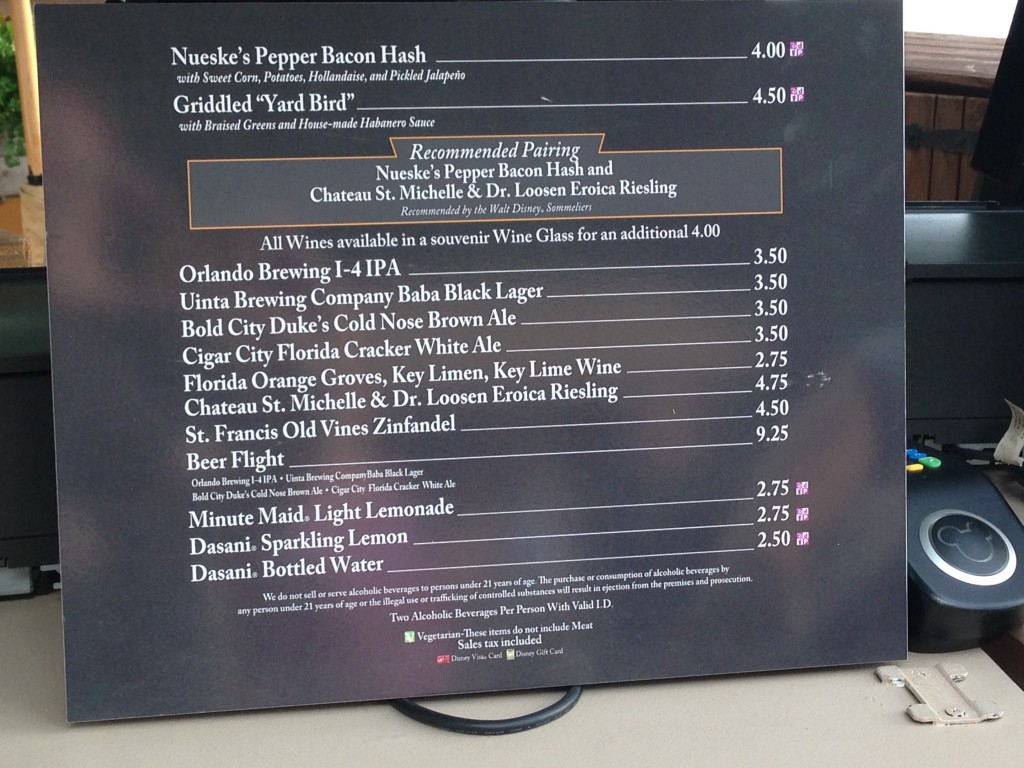 Nueske's Pepper Bacon Hash 4.00
with Sweet Corn, Potatoes, Hollandaise, and Pickled Jalapeño
Griddled "Yard Bird" 4.50
with Braised Greens and House-made Habanero Sauce
Recommended Pairing
Nueske's Pepper Bacon Hash and
Chateau St. Michelle & Dr. Loosen Eroica Riesling
Recommended by the Walt Disney® Sommeliers
All Wines available in a souvenir Wine Glass for an additional 4.00
Orlando Brewing I-4 IPA 3.50
Uinta Brewing Company Baba Black Lager 3.50
Bold City Duke's Cold Nose Brown Ale 3.50
Cigar City Florida Cracker White Ale 3.50
Florida Orange Groves, Key Limen, Key Lime Wine 2.75
Chateau St. Michelle & Dr. Loosen Eroica Riesling 4.75
St. Francis Old Vines Zinfandel 4.50
Beer Flight 9.25
Orlando Brewing I-4 IPA • Uinta Brewing CompanyBaba Black Lager
Bold City Duke's Cold Nose Brown Ale • Cigar City Florida Cracker White Ale
Minute Maid® Light Lemonade 2.75
Dasani® Sparkling Lemon 2.75
Dasani® Bottled Water 2.50
We do not sell or serve alcoholic beverages to persons under 21 years of age. The purchase or consumption of alcoholic beverages by
any person under 21 years of age or the illegal use or trafficking of controlled substances will result in ejection from the premises and prosecution.
Two Alcoholic Beverages Per Person With Valid I.D.
V Vegetarian-These items do not include Meat
Sales tax included
Disney Visa® Card Disney Gift Card